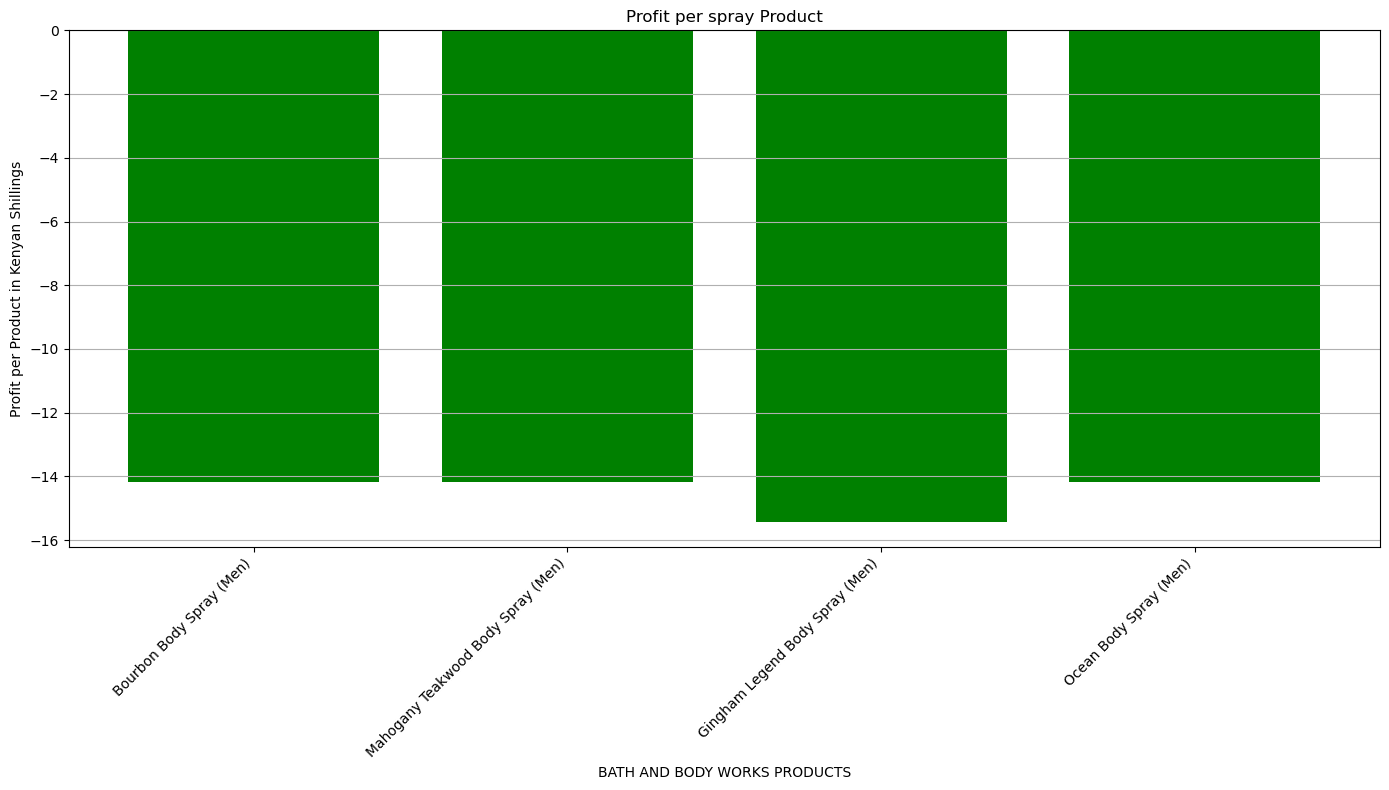 Profit per spray Product
Profit per Product in Kenyan Shillings
0
−2
−4
−6
−8
−10
−12
−14
−16
Bourbon Body Spray (Men)
Mahogany Teakwood Body Spray (Men)
Gingham Legend Body Spray (Men)
Ocean Body Spray (Men)
BATH AND BODY WORKS PRODUCTS